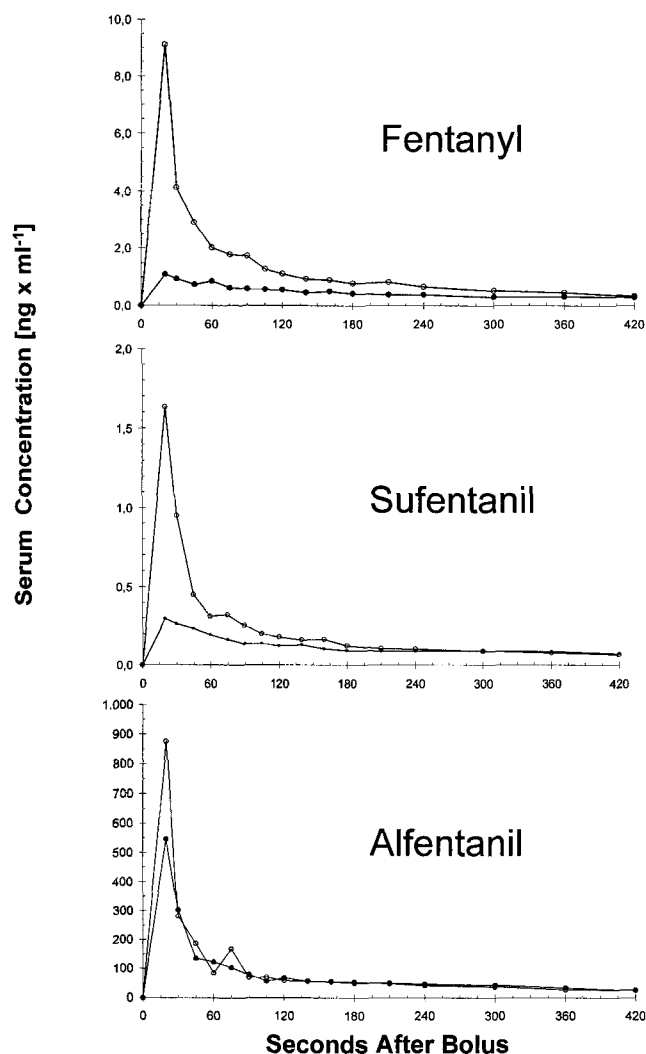 Serum Concentration [ng x ml⁻¹]
10,0
8,0
6,0
4,0
2,0
0,0
Fentanyl
0 60 120 180 240 300 360 420
2,0
1,5
1,0
0,5
0,0
Sufentanil
0 60 120 180 240 300 360 420
1.000
900
800
700
600
500
400
300
200
100
0
Alfentanil
0 60 120 180 240 300 360 420
Seconds After Bolus